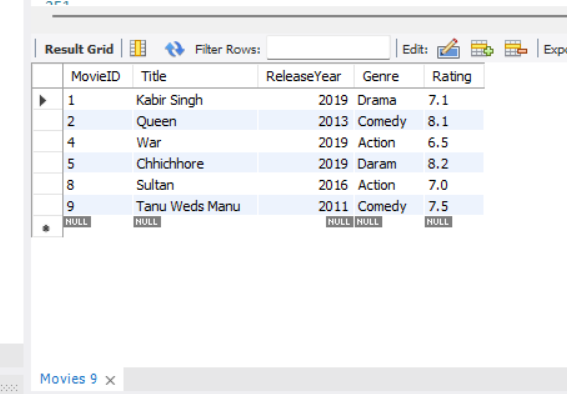 Result Grid Filter Rows: Edit: Expo
MovieID Title ReleaseYear Genre Rating
1 Kabir Singh 2019 Drama 7.1
2 Queen 2013 Comedy 8.1
4 War 2019 Action 6.5
5 Chhichhore 2019 Daram 8.2
8 Sultan 2016 Action 7.0
9 Tanu Weds Manu 2011 Comedy 7.5
NULL NULL NULL NULL NULL
Movies 9